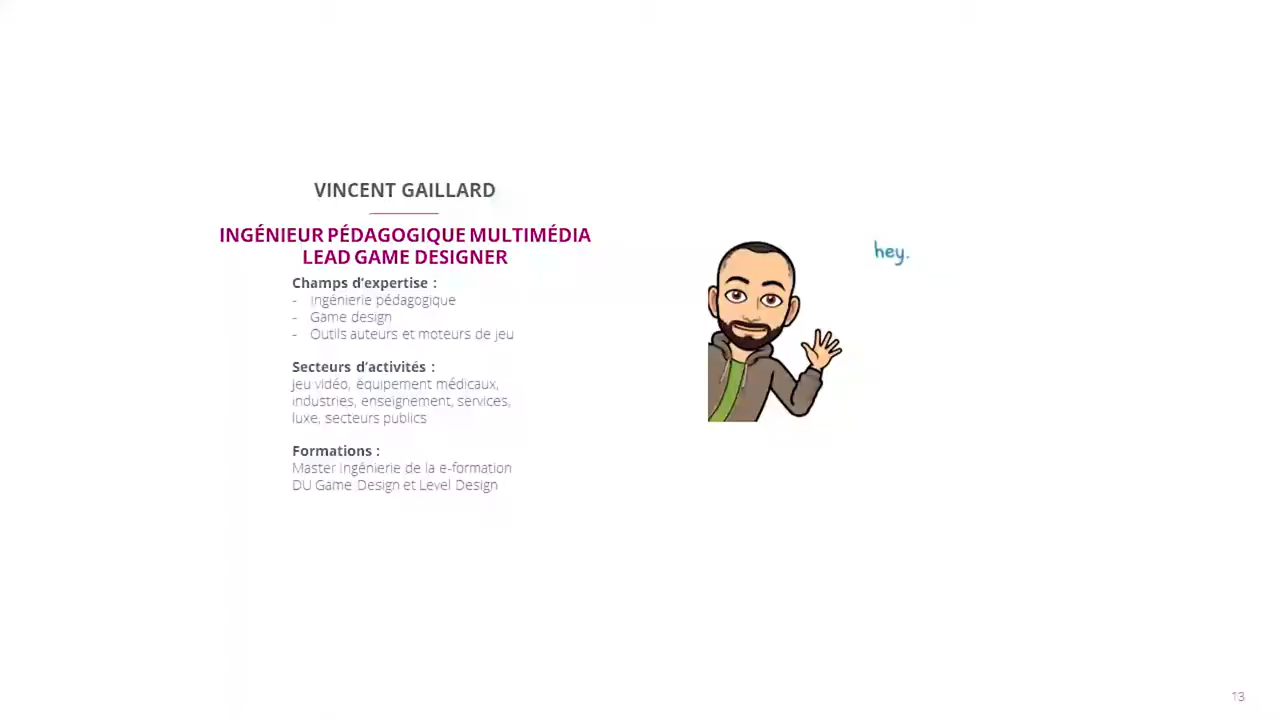 VINCENT GAILLARD
INGÉNIEUR PÉDAGOGIQUE MULTIMÉDIA
LEAD GAME DESIGNER
Champs d'expertise :
- Ingénierie pédagogique
- Game design
- Outils auteurs et moteurs de jeu
Secteurs d'activités :
jeu vidéo, équipement médicaux,
industries, enseignement, services,
luxe, secteurs publics
Formations :
Master Ingénierie de la e-formation
DU Game Design et Level Design
hey.
13